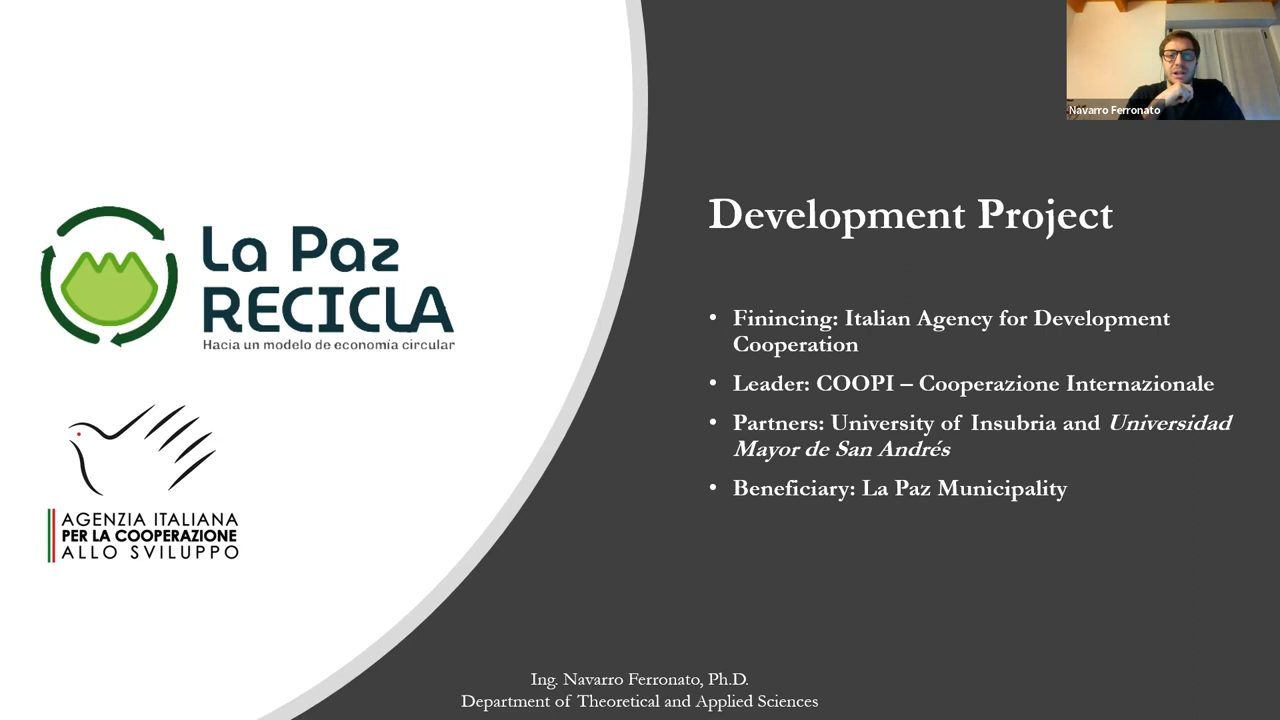 Navarro Ferronato
La Paz
RECICLA
Hacia un modelo de economía circular
AGENZIA ITALIANA
PER LA COOPERAZIONE
ALLO SVILUPPO
Development Project
• Finincing: Italian Agency for Development
Cooperation
• Leader: COOPI – Cooperazione Internazionale
• Partners: University of Insubria and Universidad
Mayor de San Andrés
• Beneficiary: La Paz Municipality
Ing. Navarro Ferronato, Ph.D.
Department of Theoretical and Applied Sciences